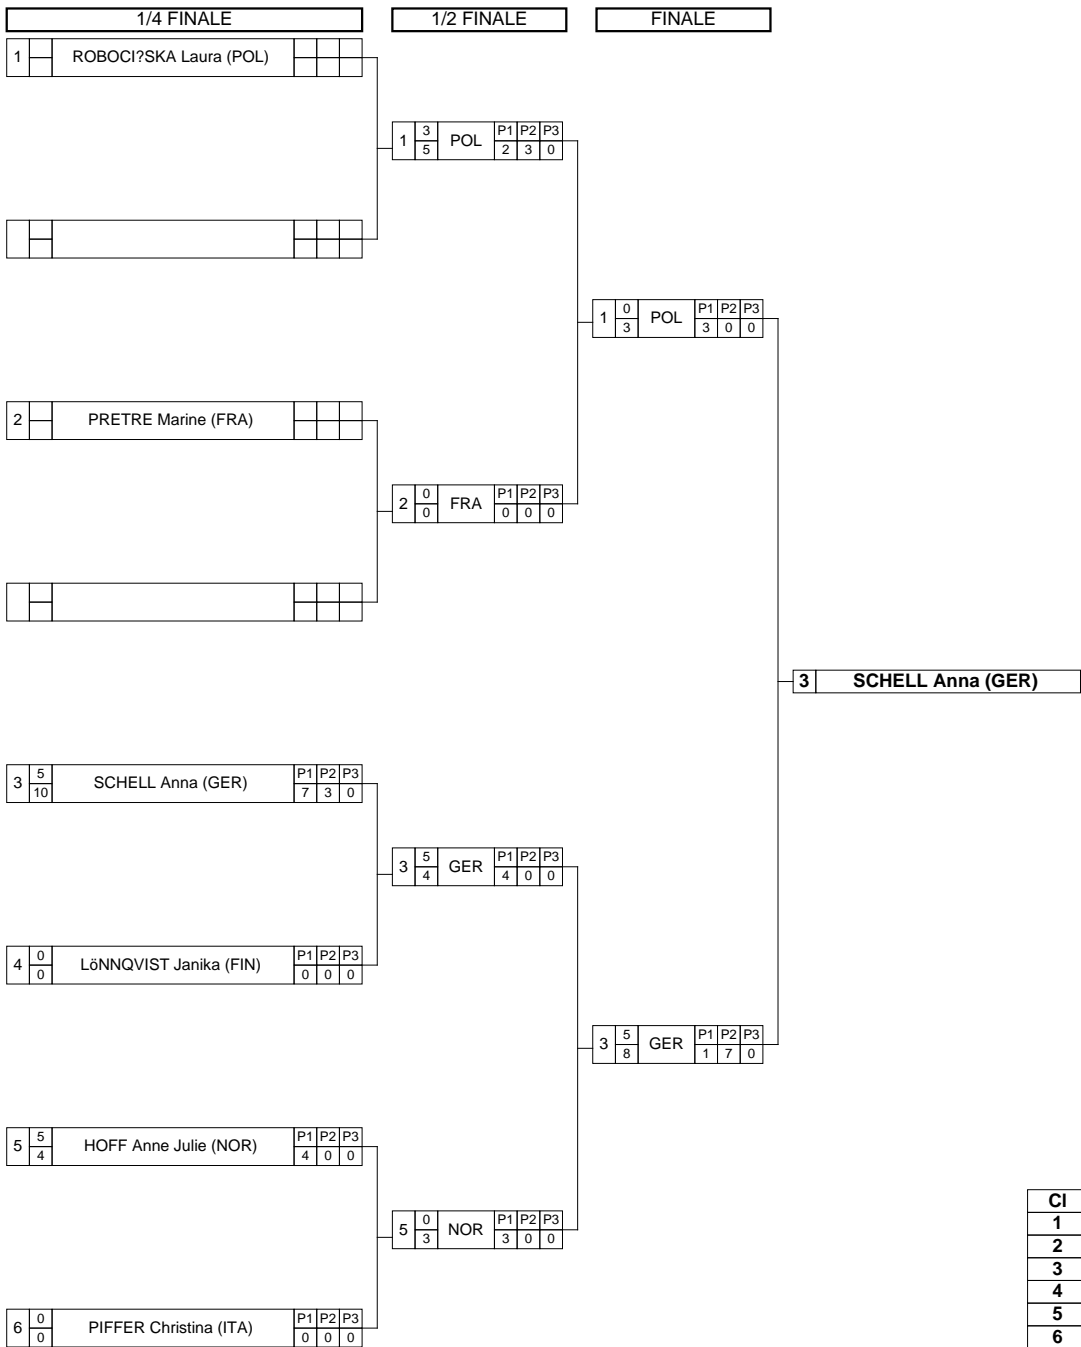 1/4 FINALE 1/2 FINALE FINALE
1 ROBOCI?SKA Laura (POL)
1 3 5 POL P1 P2 P3 2 3 0
1 0 3 POL P1 P2 P3 3 0 0
2 PRETRE Marine (FRA)
2 0 0 FRA P1 P2 P3 0 0 0
3 SCHELL Anna (GER)
3 5 10 SCHELL Anna (GER) P1 P2 P3 7 3 0
3 5 4 GER P1 P2 P3 4 0 0
4 0 0 LöNNQVIST Janika (FIN) P1 P2 P3 0 0 0
3 5 8 GER P1 P2 P3 1 7 0
5 5 4 HOFF Anne Julie (NOR) P1 P2 P3 4 0 0
5 0 3 NOR P1 P2 P3 3 0 0
6 0 0 PIFFER Christina (ITA) P1 P2 P3 0 0 0
Cl
1
2
3
4
5
6